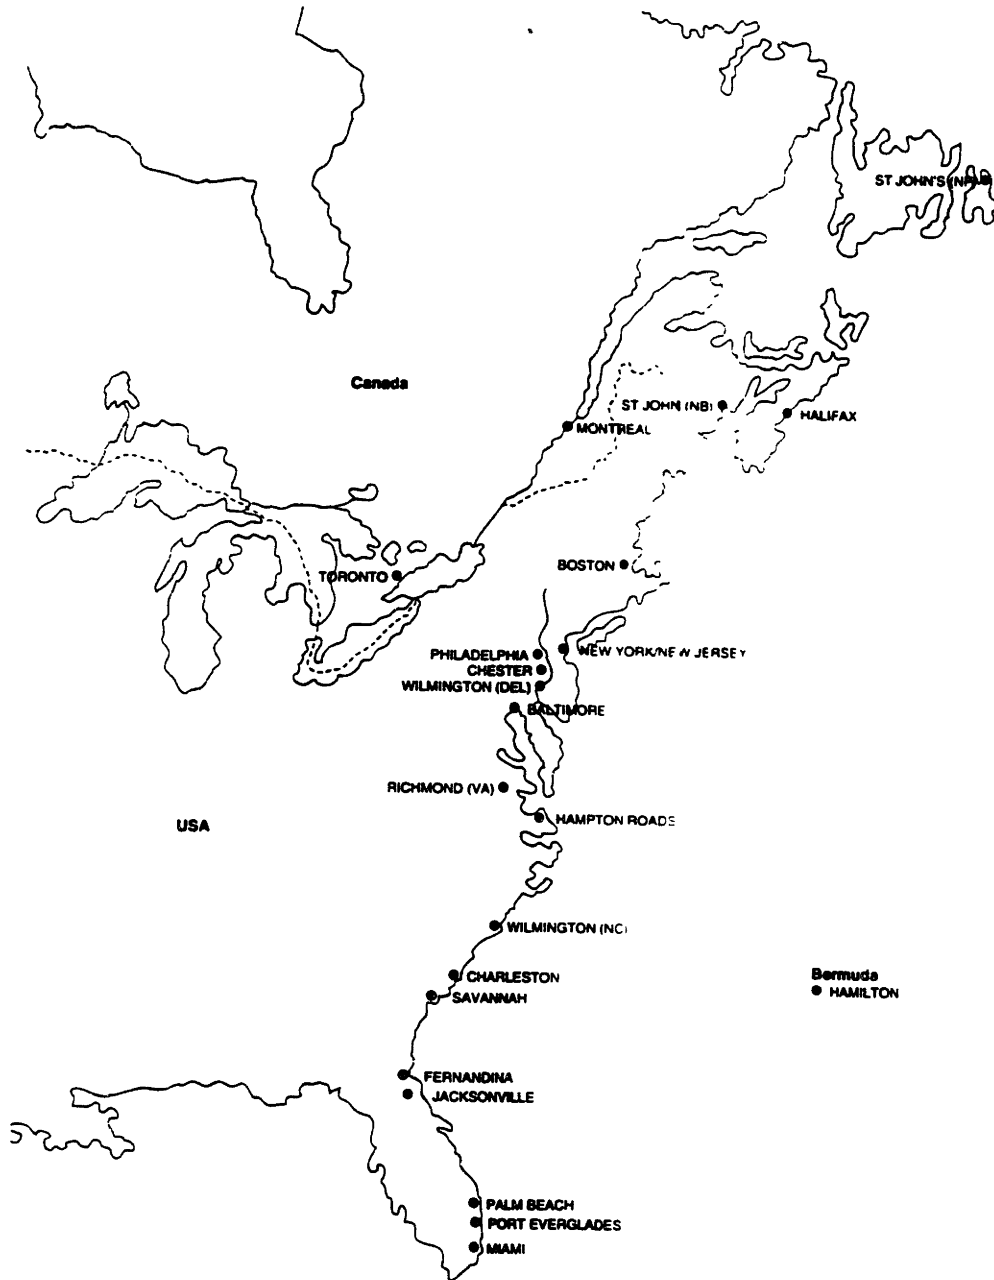 ST JOHN'S (NFLD)
Canada
ST JOHN (NB)
HALIFAX
MONTREAL
BOSTON
TORONTO
NEW YORK/NEW JERSEY
PHILADELPHIA
CHESTER
WILMINGTON (DEL)
BALTIMORE
RICHMOND (VA)
USA
HAMPTON ROADS
WILMINGTON (NC)
CHARLESTON
Bermuda
HAMILTON
SAVANNAH
FERNANDINA
JACKSONVILLE
PALM BEACH
PORT EVERGLADES
MIAMI